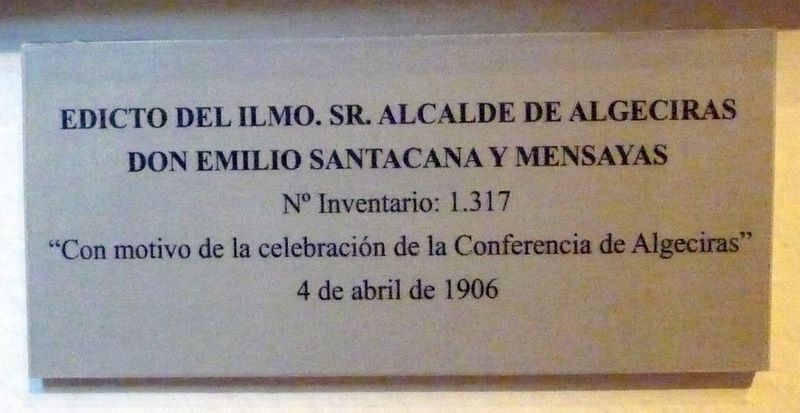 EDICTO DEL ILMO. SR. ALCALDE DE ALGECIRAS
DON EMILIO SANTACANA Y MENSAYAS
Nº Inventario: 1.317
“Con motivo de la celebración de la Conferencia de Algeciras”
4 de abril de 1906